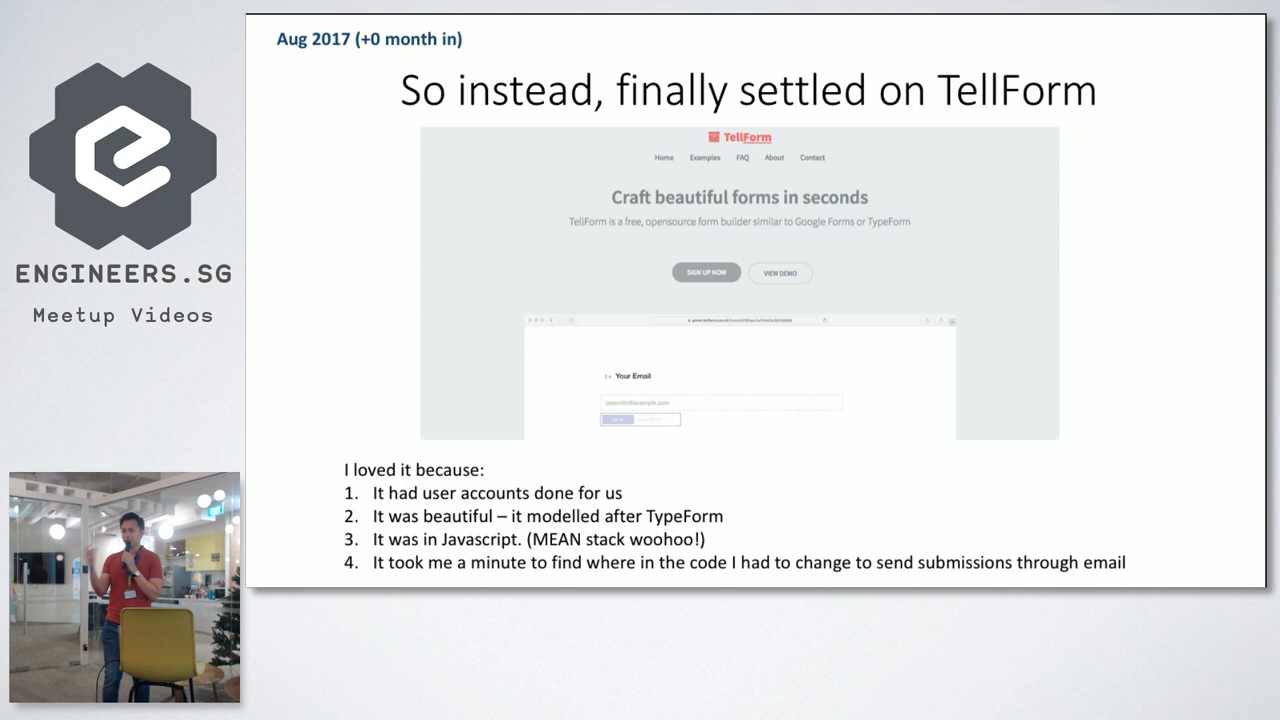 Aug 2017 (+0 month in)
So instead, finally settled on TellForm
TellForm
Home Examples FAQ About Contact
Craft beautiful forms in seconds
TellForm is a free, opensource form builder similar to Google Forms or TypeForm
SIGN UP NOW VIEW DEMO
Your Email
joesmith@example.com
I loved it because:
1. It had user accounts done for us
2. It was beautiful – it modelled after TypeForm
3. It was in Javascript. (MEAN stack woohoo!)
4. It took me a minute to find where in the code I had to change to send submissions through email
ENGINEERS.SG
Meetup Videos